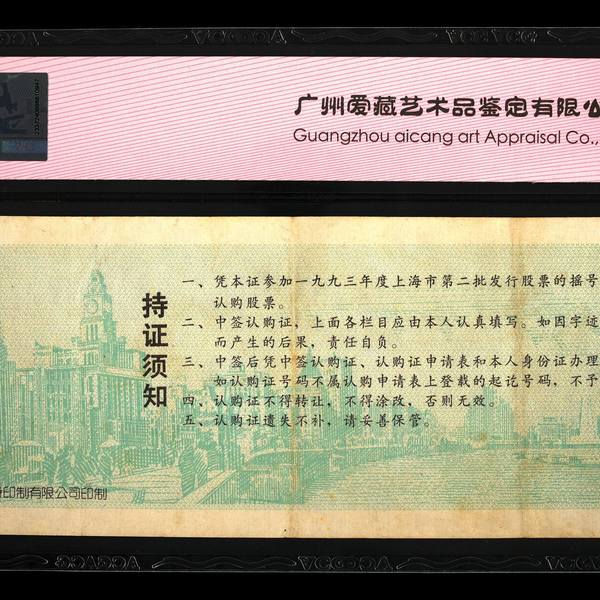 广州爱藏艺术品鉴定有限公
Guangzhou aicang art Appraisal Co.,
持证须知
一、凭本证参加一九九三年度上海市第二批发行股票的摇号
认购股票。
二、中签认购证，上面各栏目应由本人认真填写。如因字迹
而产生的后果，责任自负。
三、中签后凭中签认购证、认购证申请表和本人身份证办理
如认购证号码不属认购申请表上登载的起讫号码，不予
四、认购证不得转让，不得涂改，否则无效。
五、认购证遗失不补，请妥善保管。
印制有限公司印制